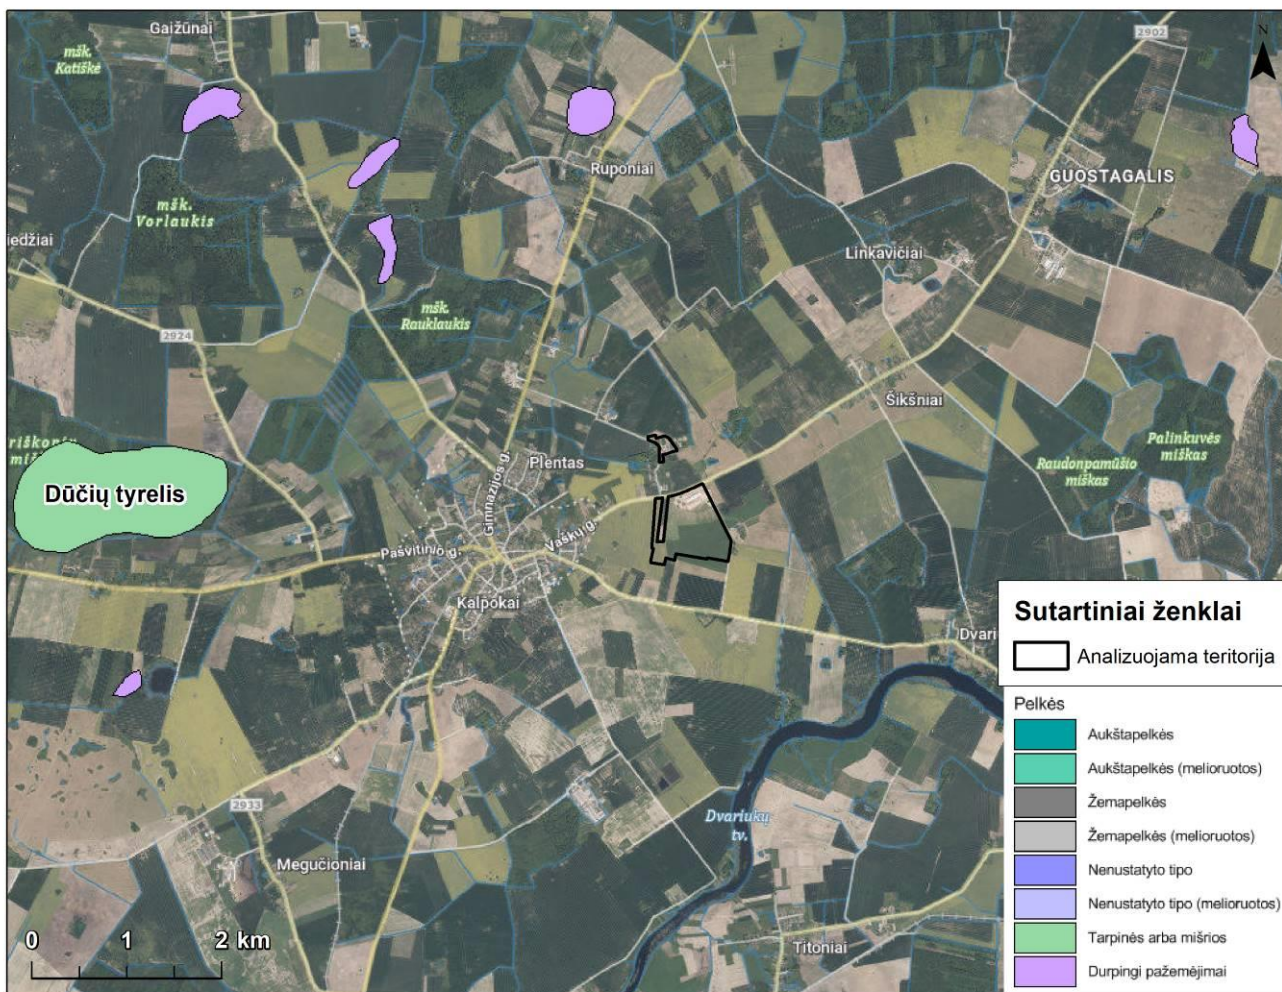 Gaižūnai
mšk.
Katiškė
N
2902
Ruponiai
GUOSTAGALIS
mšk.
Vorlaukis
iedžiai
Linkavičiai
mšk.
Rauklaukis
2924
Šikšniai
Palinkuvės
miškas
Raudonpamūšio
miškas
riškonių
Dūčių tyrelis
Plentas
Gimnazijos g.
Vaškų g.
Pašvitinio g.
Kalpokai
Dvari
Dvariukų
tv.
2933
Megučioniai
Titoniai
0 1 2 km
Sutartiniai ženklai
Analizuojama teritorija
Pelkės
Aukštapelkės
Aukštapelkės (melioruotos)
Žemapelkės
Žemapelkės (melioruotos)
Nenustatyto tipo
Nenustatyto tipo (melioruotos)
Tarpinės arba mišrios
Durpingi pažemėjimai